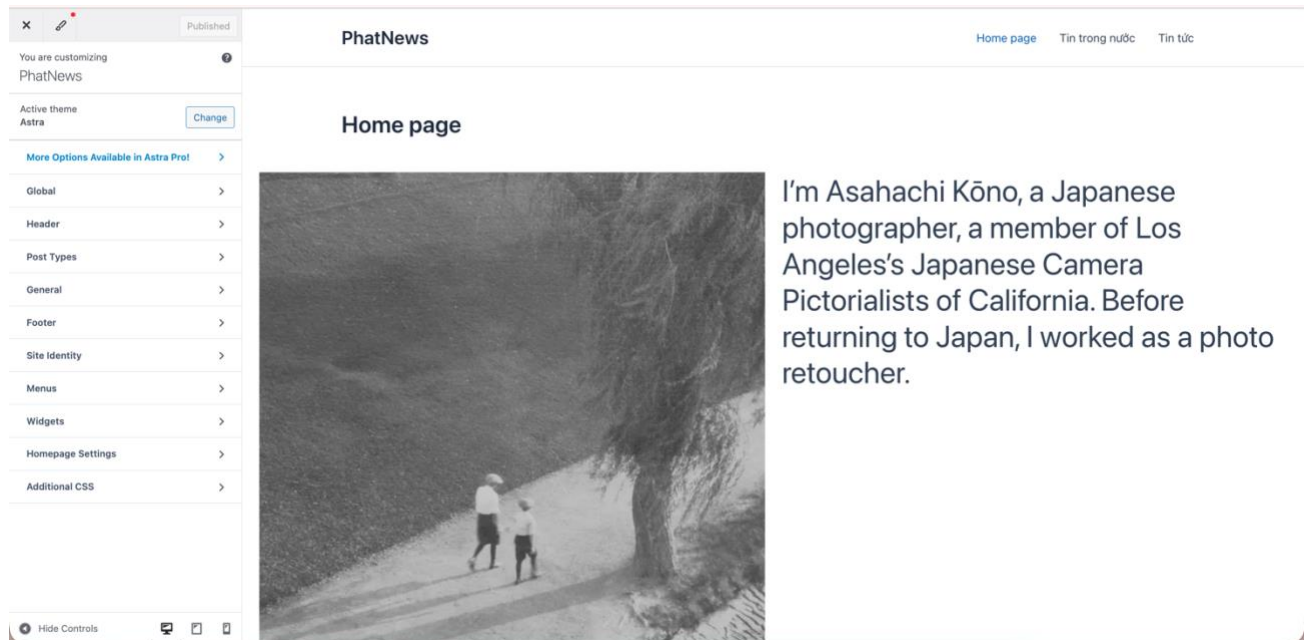 Published
You are customizing
PhatNews
Active theme
Astra
Change
More Options Available in Astra Pro!
Global
Header
Post Types
General
Footer
Site Identity
Menus
Widgets
Homepage Settings
Additional CSS
Hide Controls
PhatNews
Home page Tin trong nước Tin tức
Home page
I’m Asahachi Kōno, a Japanese
photographer, a member of Los
Angeles’s Japanese Camera
Pictorialists of California. Before
returning to Japan, I worked as a photo
retoucher.